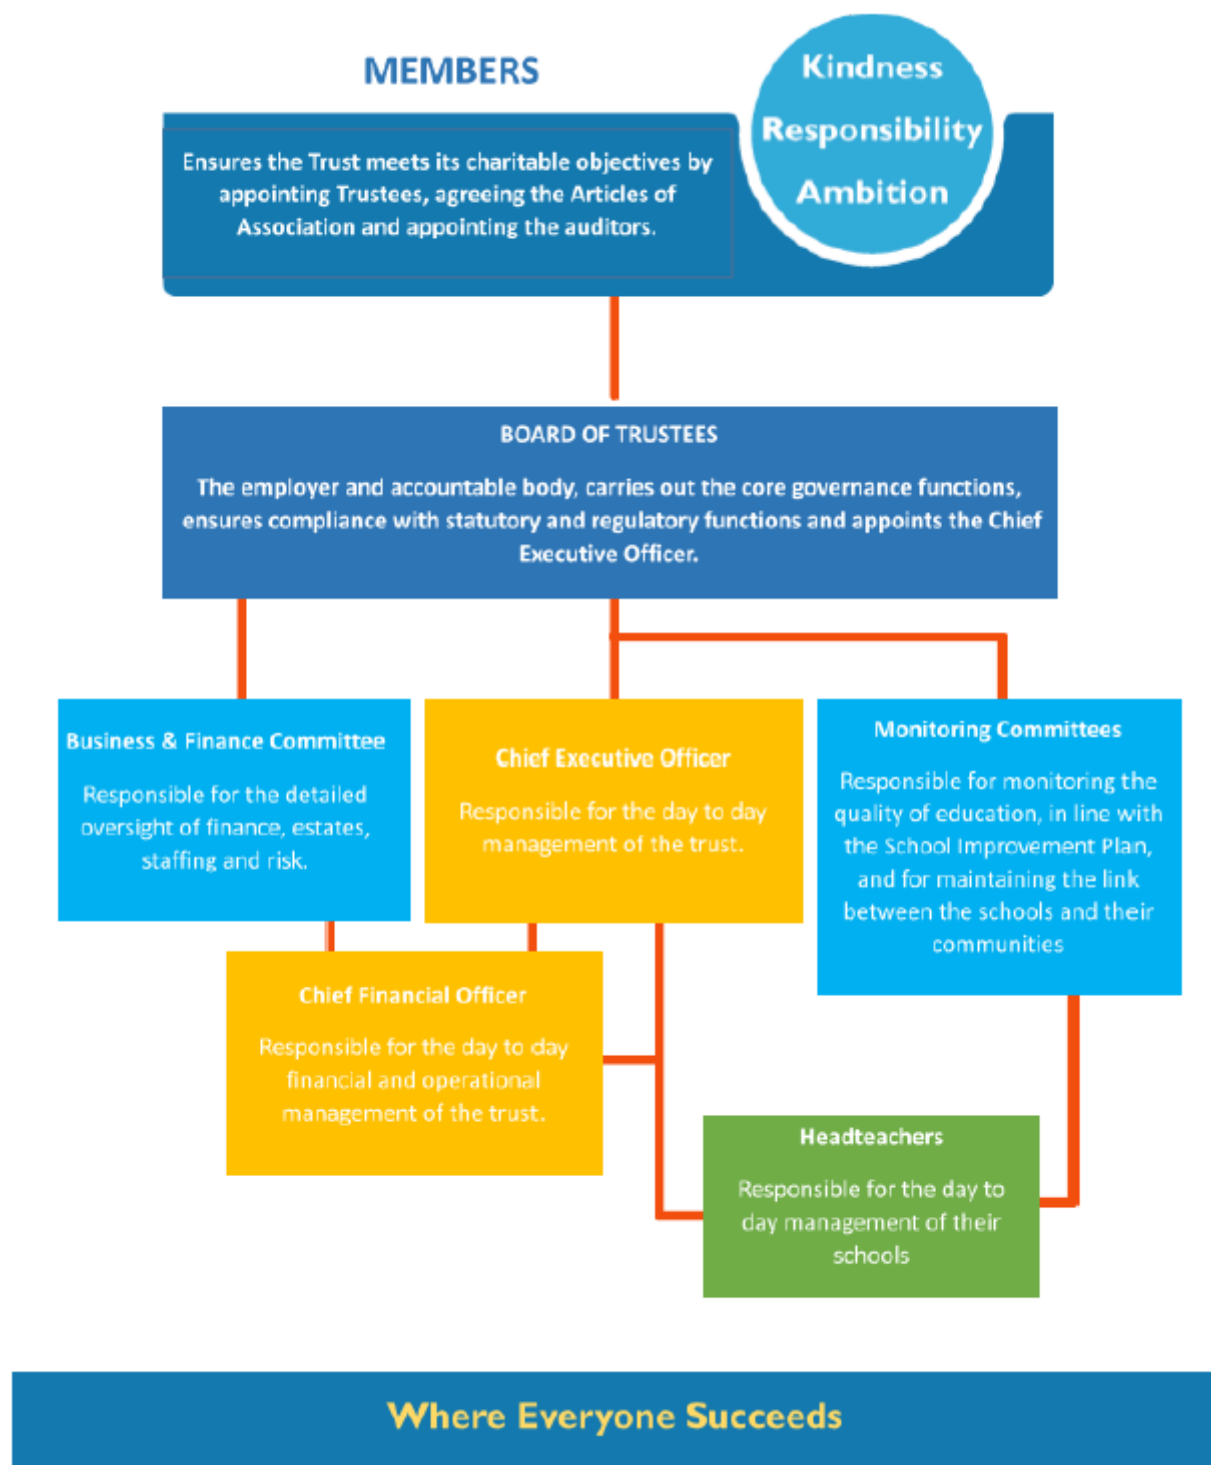 MEMBERS
Kindness
Responsibility
Ambition
Ensures the Trust meets its charitable objectives by
appointing Trustees, agreeing the Articles of
Association and appointing the auditors.
BOARD OF TRUSTEES
The employer and accountable body, carries out the core governance functions,
ensures compliance with statutory and regulatory functions and appoints the Chief
Executive Officer.
Business & Finance Committee
Responsible for the detailed
oversight of finance, estates,
staffing and risk.
Chief Executive Officer
Responsible for the day to day
management of the trust.
Monitoring Committees
Responsible for monitoring the
quality of education, in line with
the School Improvement Plan,
and for maintaining the link
between the schools and their
communities
Chief Financial Officer
Responsible for the day to day
financial and operational
management of the trust.
Headteachers
Responsible for the day to
day management of their
schools
Where Everyone Succeeds